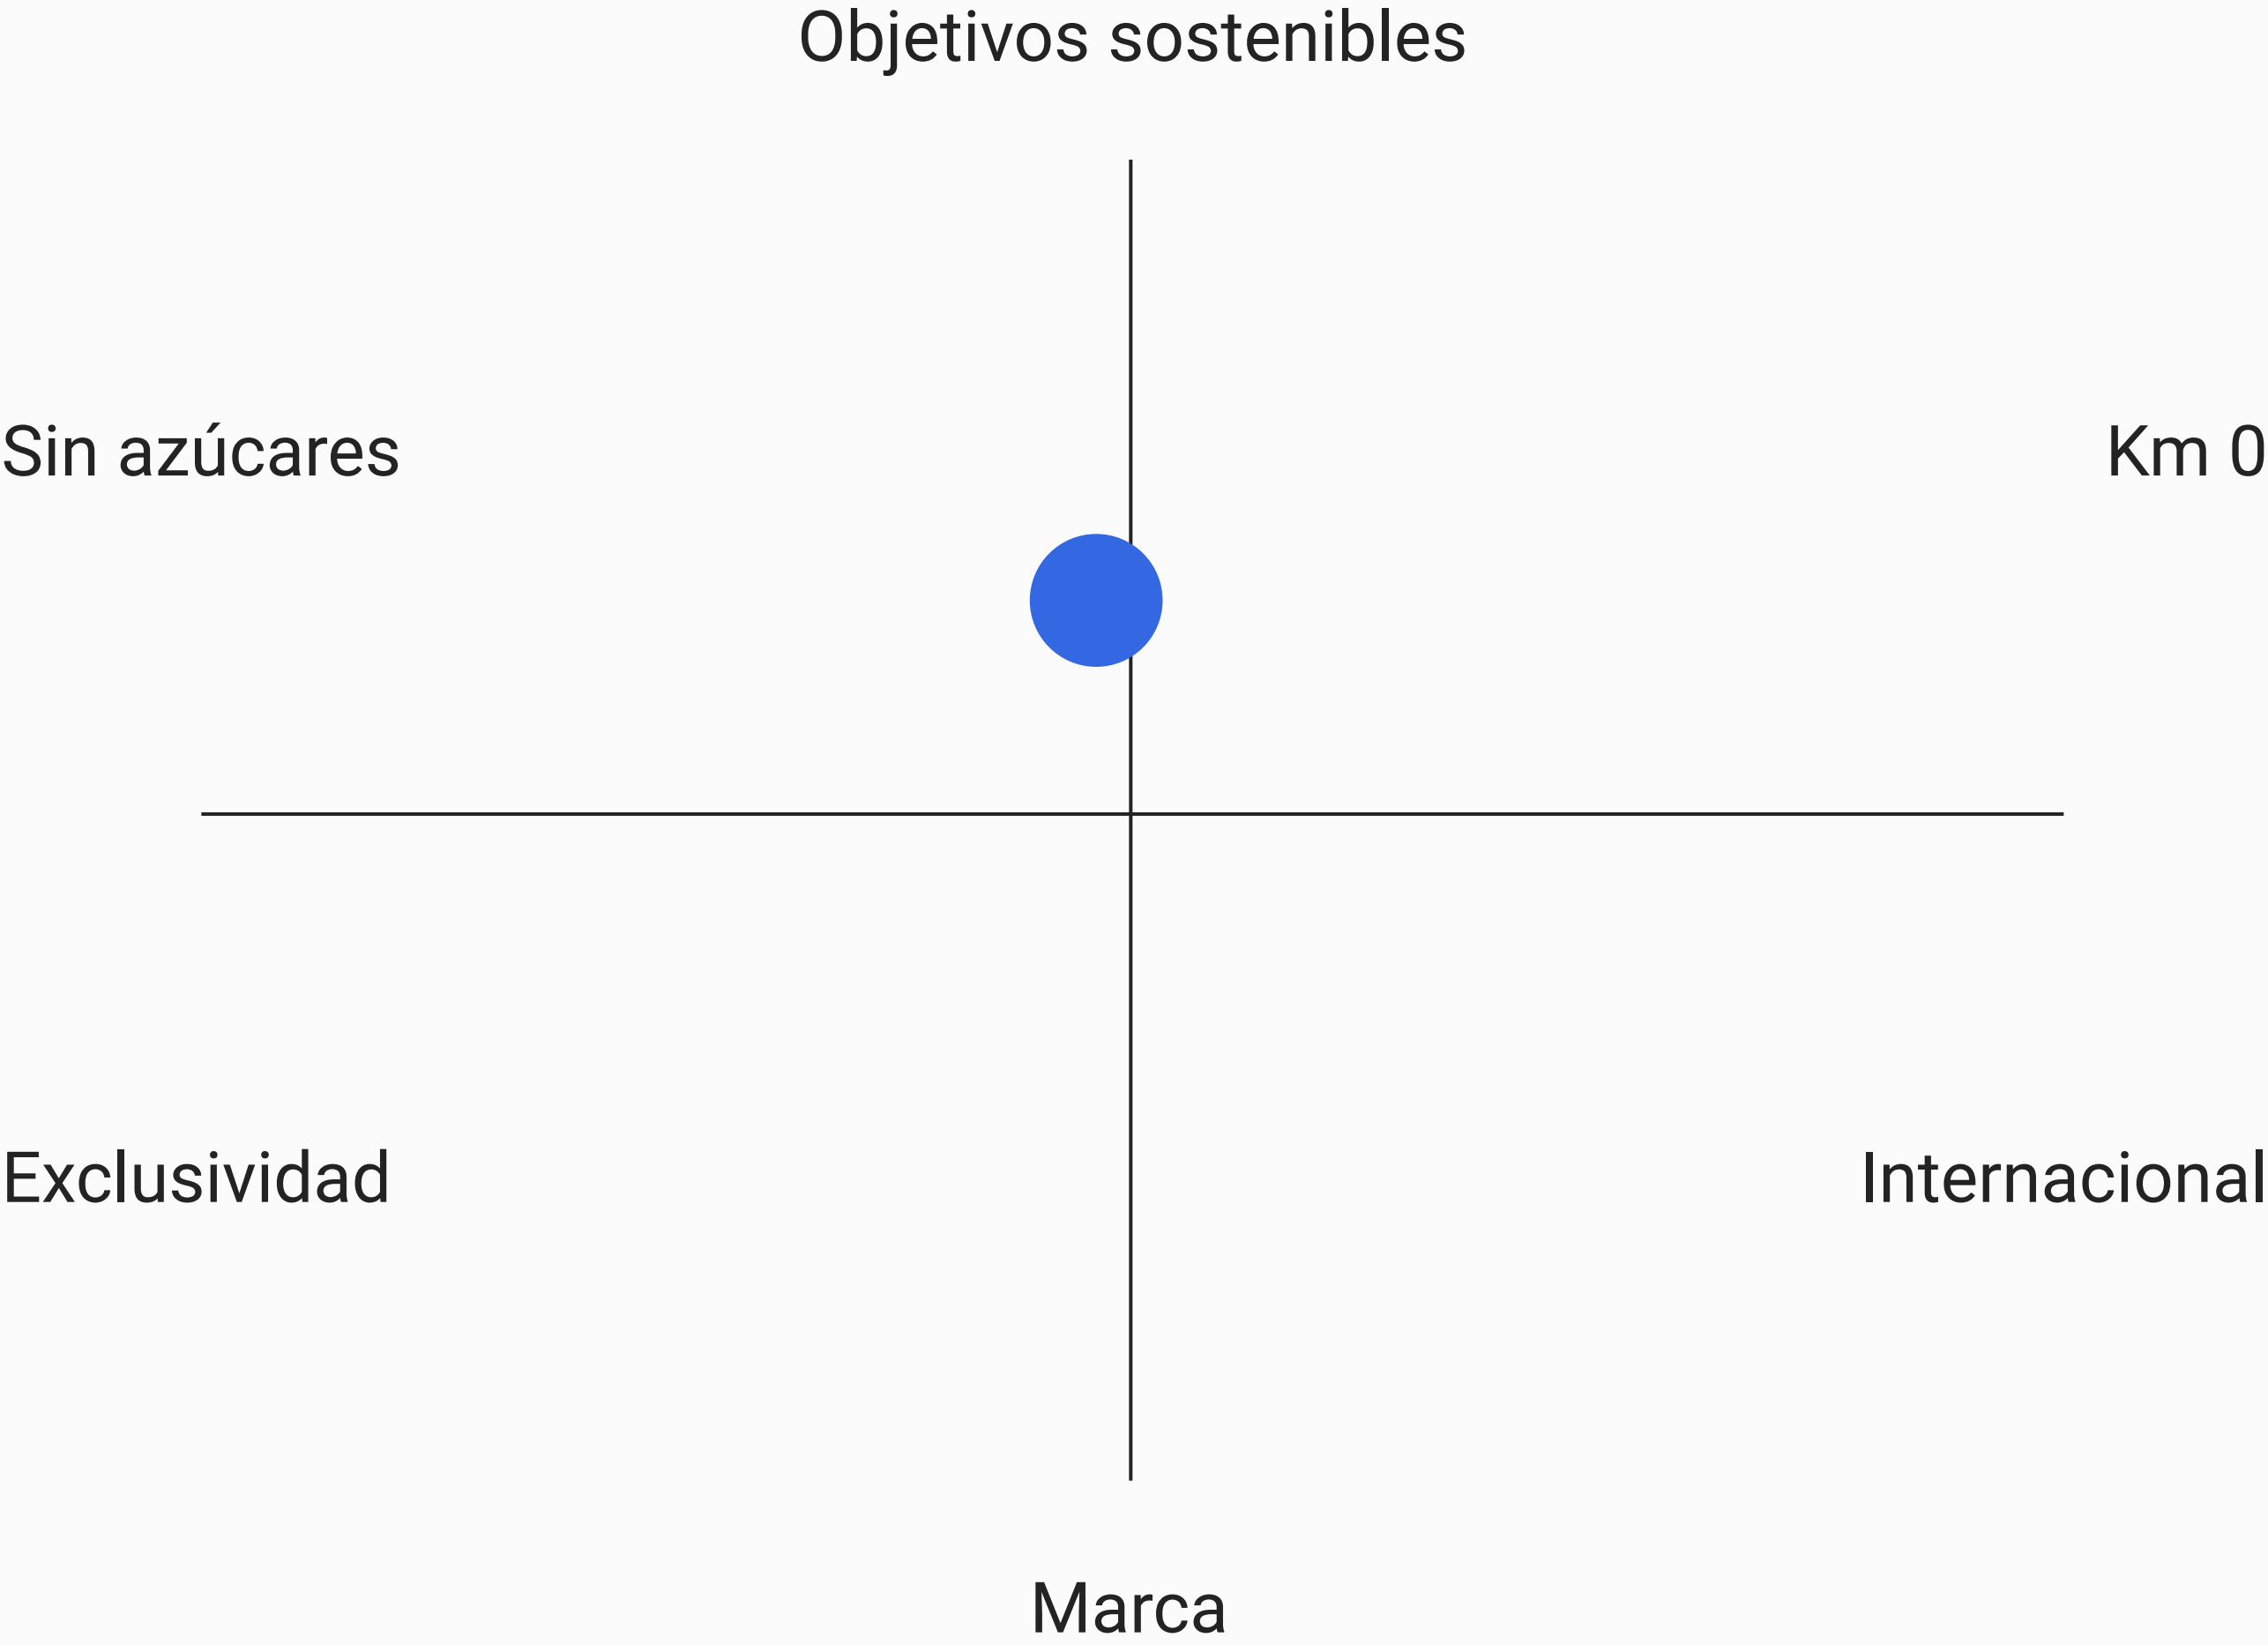 Objetivos sostenibles
Sin azúcares
Km 0
Exclusividad
Internacional
Marca